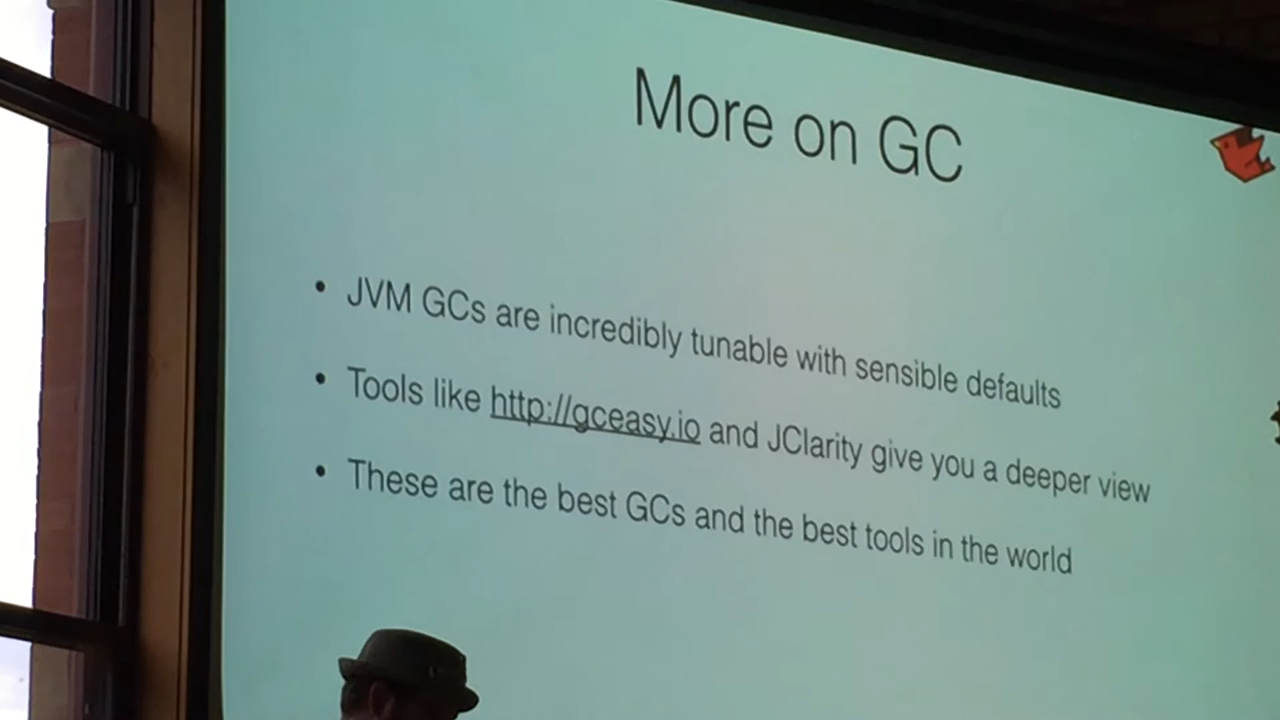 More on GC
• JVM GCs are incredibly tunable with sensible defaults
• Tools like http://gceasy.io and JClarity give you a deeper view
• These are the best GCs and the best tools in the world